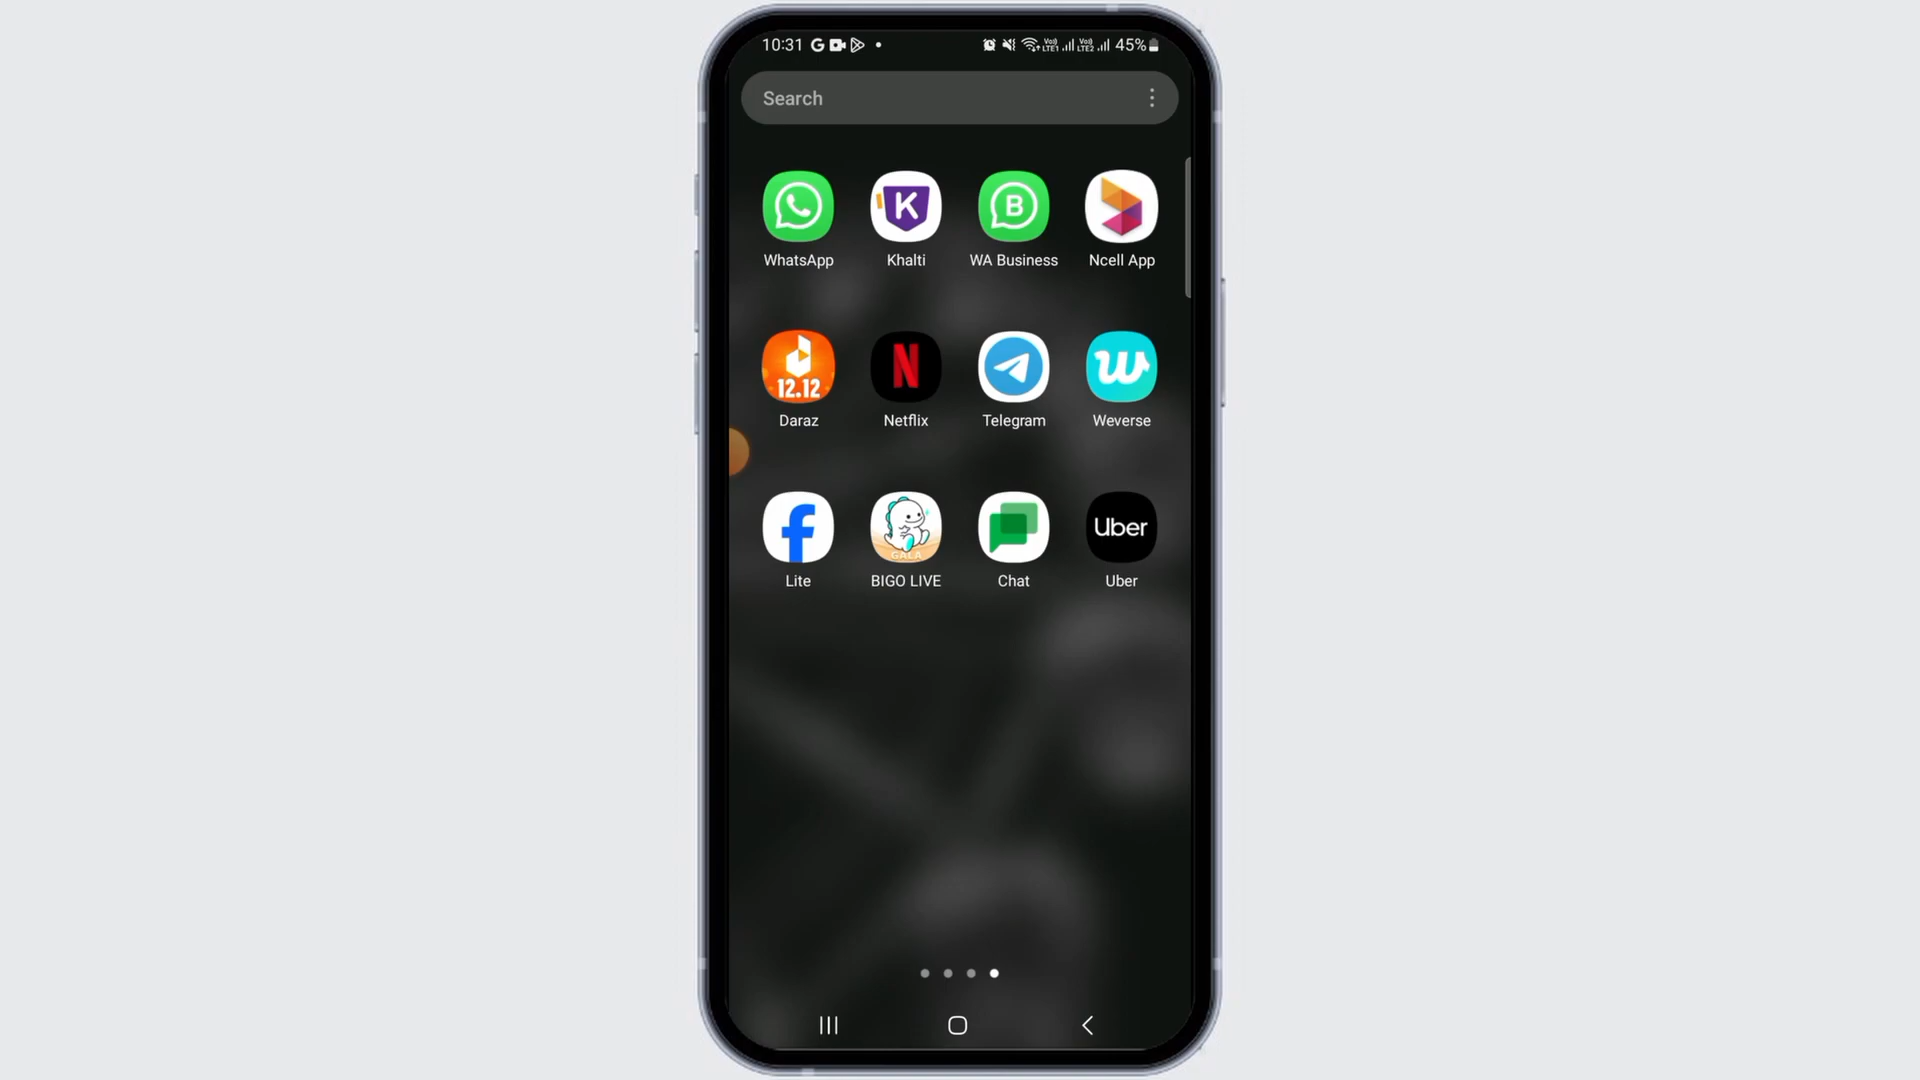 10:31 45%
Search
WhatsApp Khalti WA Business Ncell App
12.12
Daraz Netflix Telegram Weverse
GALA Uber
Lite BIGO LIVE Chat Uber